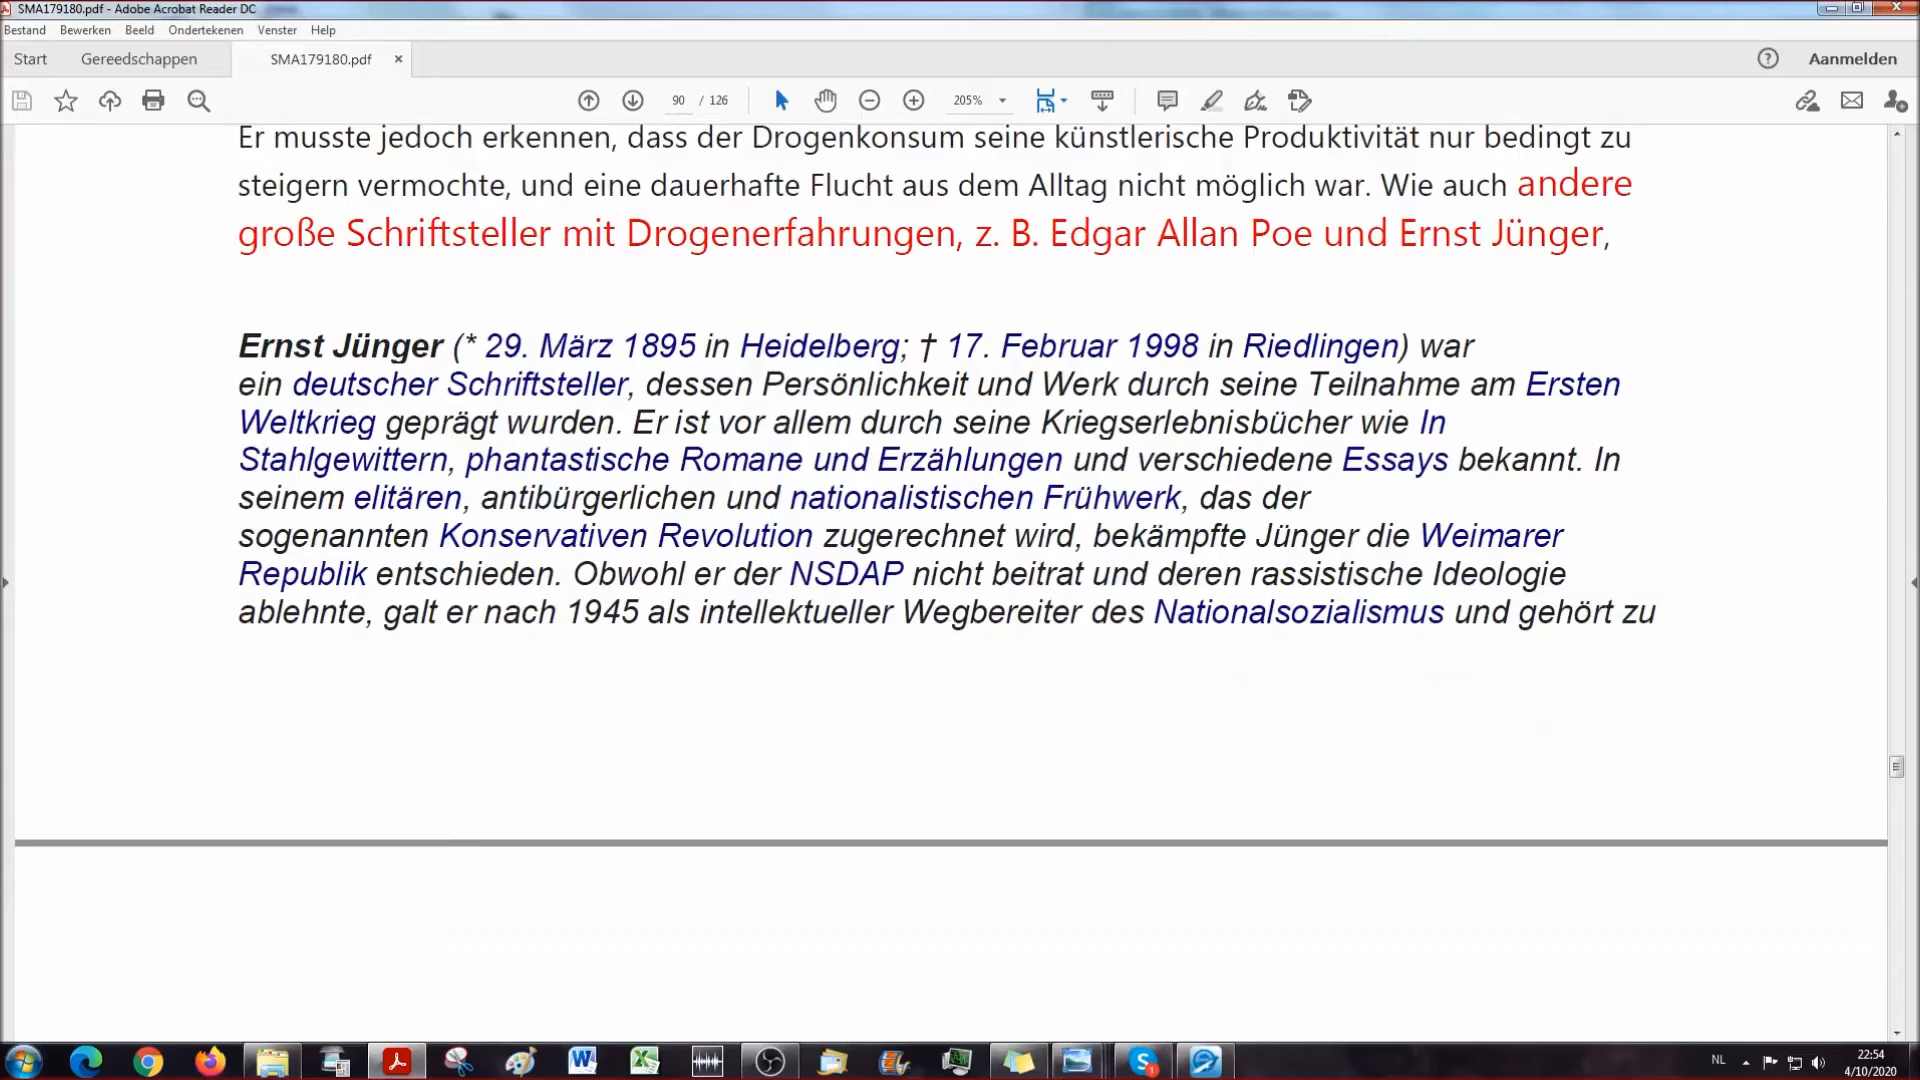 SMA179180.pdf - Adobe Acrobat Reader DC
Bestand Bewerken Beeld Ondertekenen Venster Help
Start Gereedschappen SMA179180.pdf × Aanmelden
90 / 126 205%
Er musste jedoch erkennen, dass der Drogenkonsum seine künstlerische Produktivität nur bedingt zu
steigern vermochte, und eine dauerhafte Flucht aus dem Alltag nicht möglich war. Wie auch andere
große Schriftsteller mit Drogenerfahrungen, z. B. Edgar Allan Poe und Ernst Jünger,
Ernst Jünger (* 29. März 1895 in Heidelberg; † 17. Februar 1998 in Riedlingen) war
ein deutscher Schriftsteller, dessen Persönlichkeit und Werk durch seine Teilnahme am Ersten
Weltkrieg geprägt wurden. Er ist vor allem durch seine Kriegserlebnisbücher wie In
Stahlgewittern, phantastische Romane und Erzählungen und verschiedene Essays bekannt. In
seinem elitären, antibürgerlichen und nationalistischen Frühwerk, das der
sogenannten Konservativen Revolution zugerechnet wird, bekämpfte Jünger die Weimarer
Republik entschieden. Obwohl er der NSDAP nicht beitrat und deren rassistische Ideologie
ablehnte, galt er nach 1945 als intellektueller Wegbereiter des Nationalsozialismus und gehört zu
NL 22:54
4/10/2020